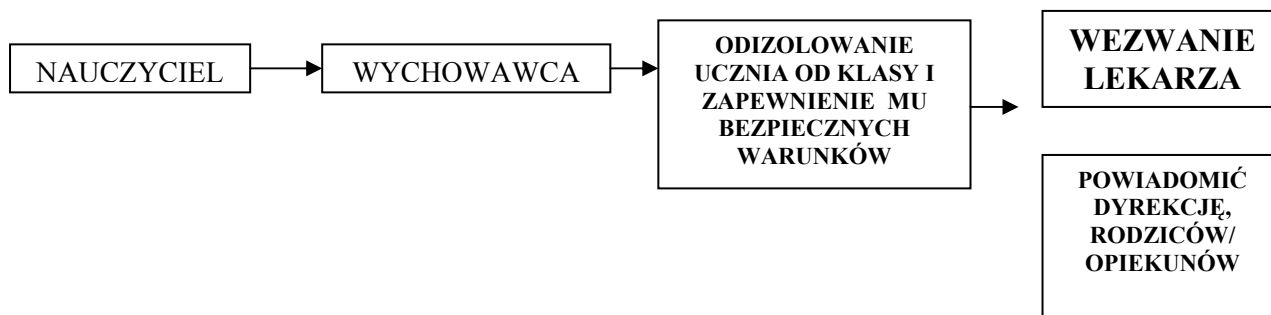 NAUCZYCIEL
WYCHOWAWCA
ODIZOLOWANIE
UCZNIA OD KLASY I
ZAPEWNIENIE MU
BEZPIECZNYCH
WARUNKÓW
WEZWANIE
LEKARZA
POWIADOMIĆ
DYREKCJĘ,
RODZICÓW/
OPIEKUNÓW